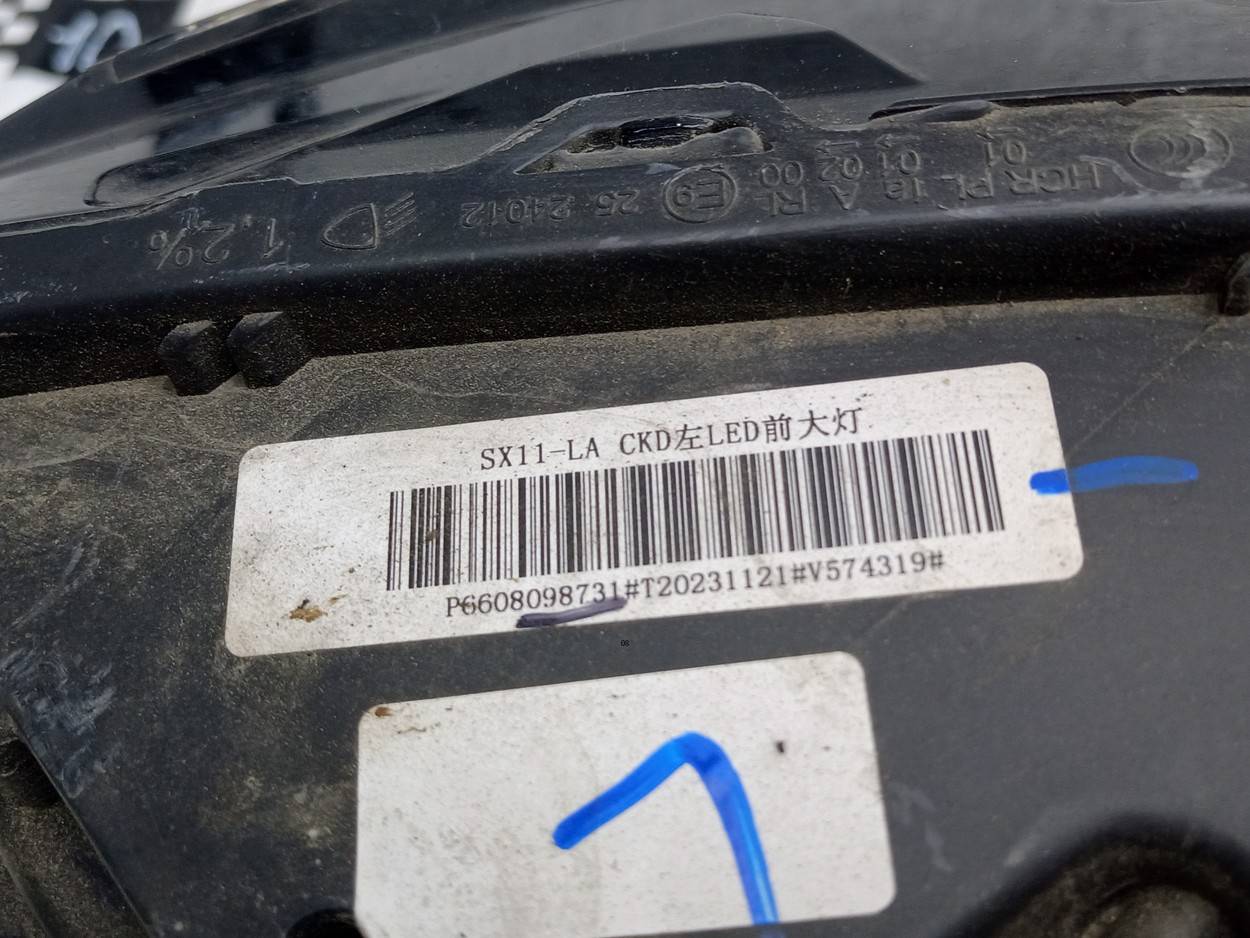 HCR PL 1a A RL E9 25 24012 1.2%
01 01 02 00
SX11-LA CKD左LED前大灯
P6608098731#T20231121#V574319#